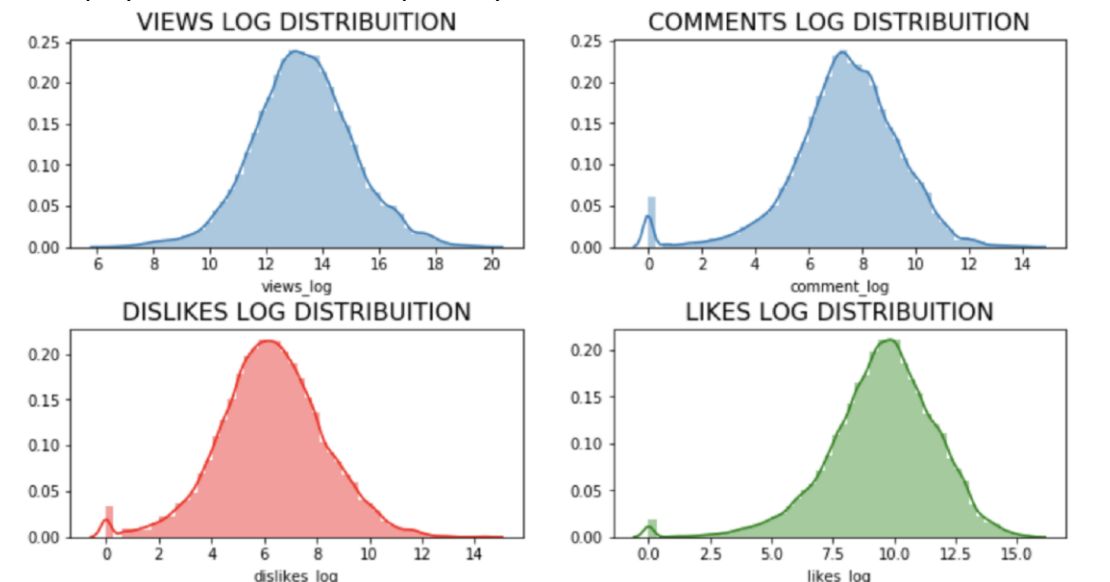 VIEWS LOG DISTRIBUITION
0.25
0.20
0.15
0.10
0.05
0.00
6 8 10 12 14 16 18 20
views_log
COMMENTS LOG DISTRIBUITION
0.25
0.20
0.15
0.10
0.05
0.00
0 2 4 6 8 10 12 14
comment_log
DISLIKES LOG DISTRIBUITION
0.20
0.15
0.10
0.05
0.00
0 2 4 6 8 10 12 14
dislikes_log
LIKES LOG DISTRIBUITION
0.20
0.15
0.10
0.05
0.00
0.0 2.5 5.0 7.5 10.0 12.5 15.0
likes_log